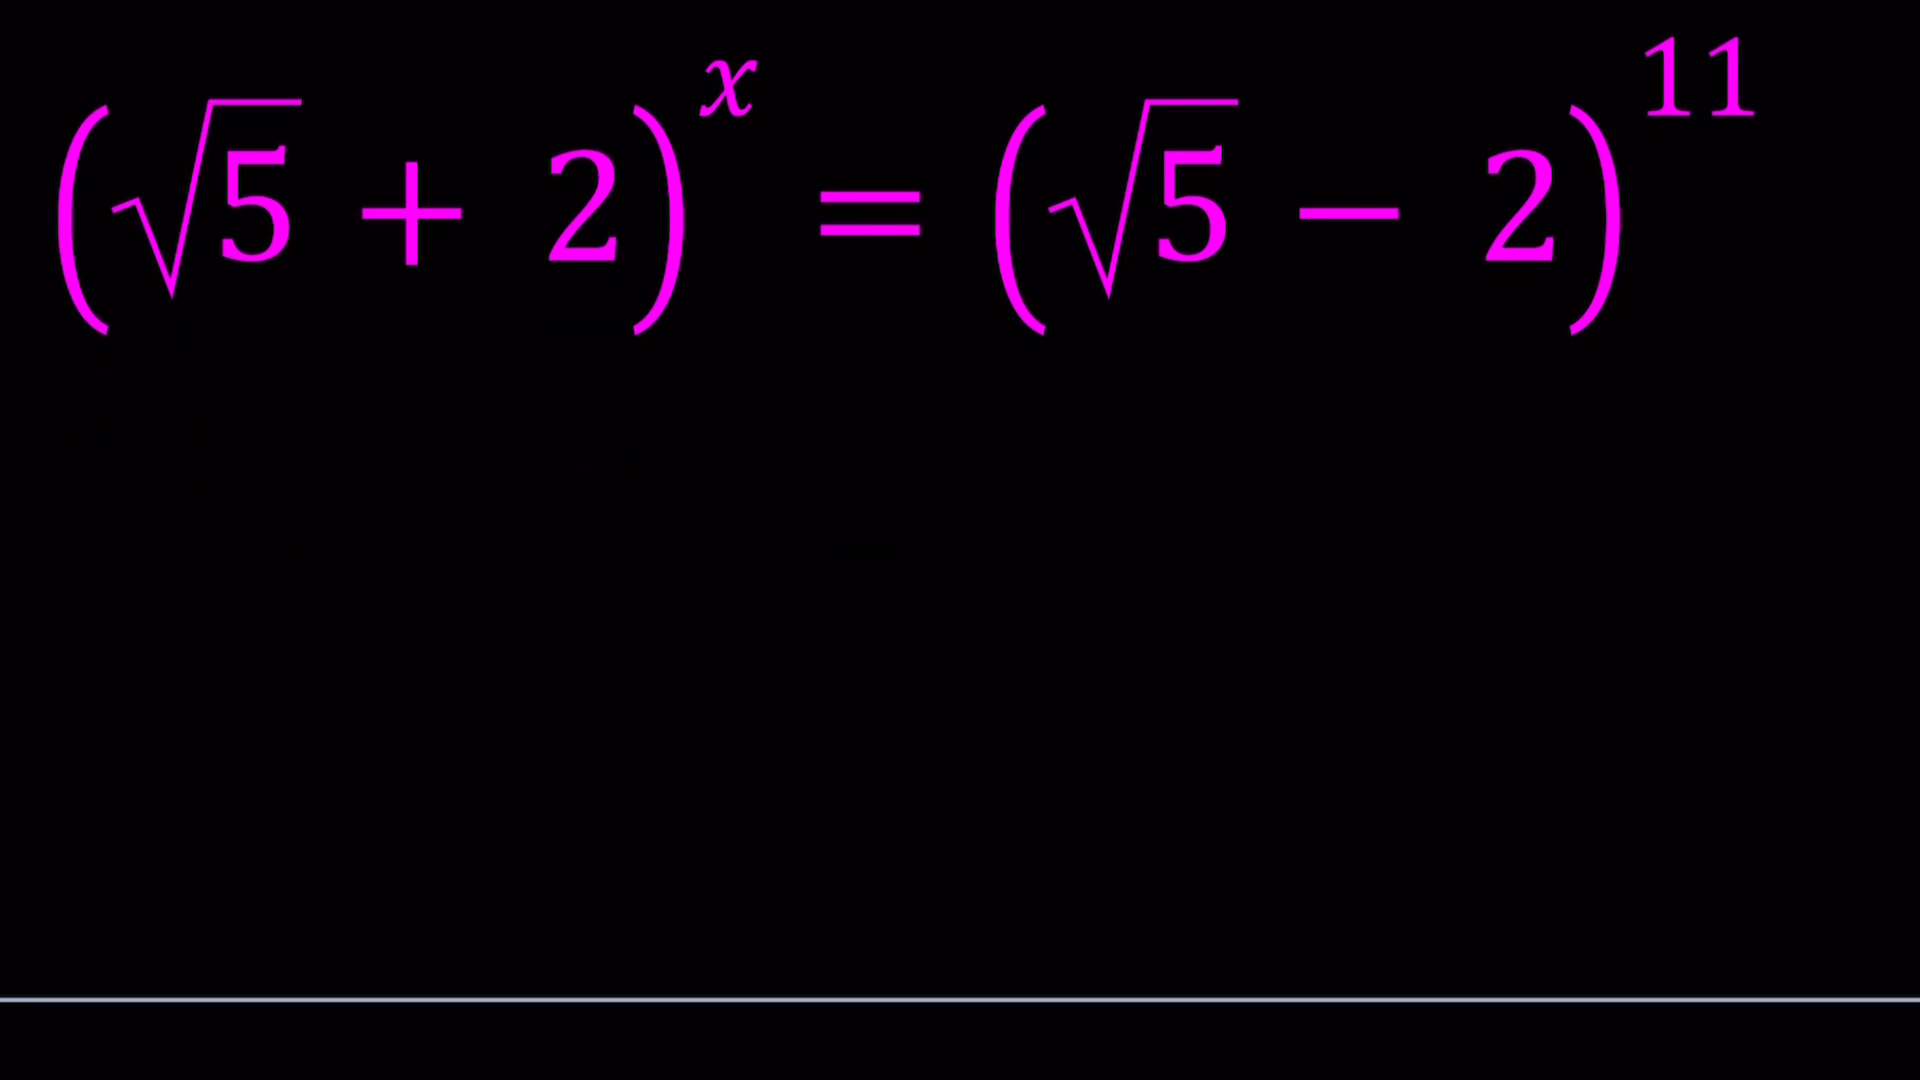 (√5 + 2)ˣ = (√5 − 2)¹¹